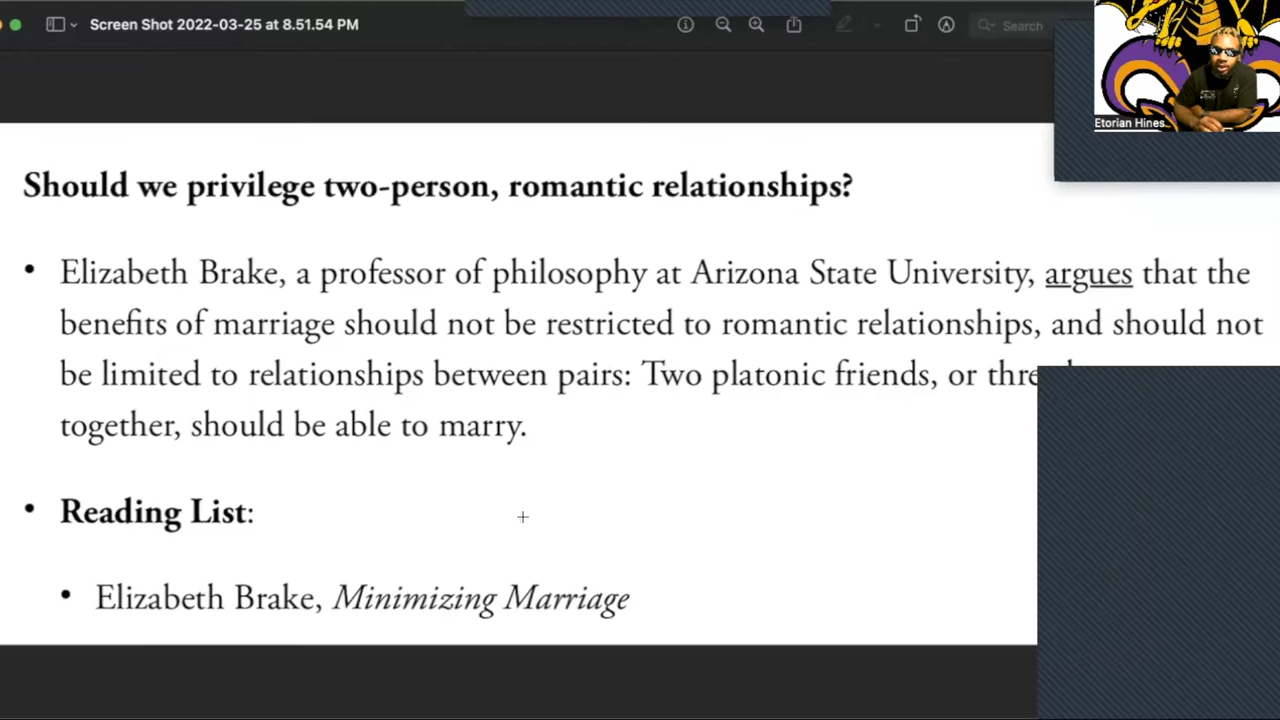 Screen Shot 2022-03-25 at 8.51.54 PM
Search
Etorian Hines
Should we privilege two-person, romantic relationships?
• Elizabeth Brake, a professor of philosophy at Arizona State University, argues that the
benefits of marriage should not be restricted to romantic relationships, and should not
be limited to relationships between pairs: Two platonic friends, or
together, should be able to marry.
• Reading List:
• Elizabeth Brake, Minimizing Marriage